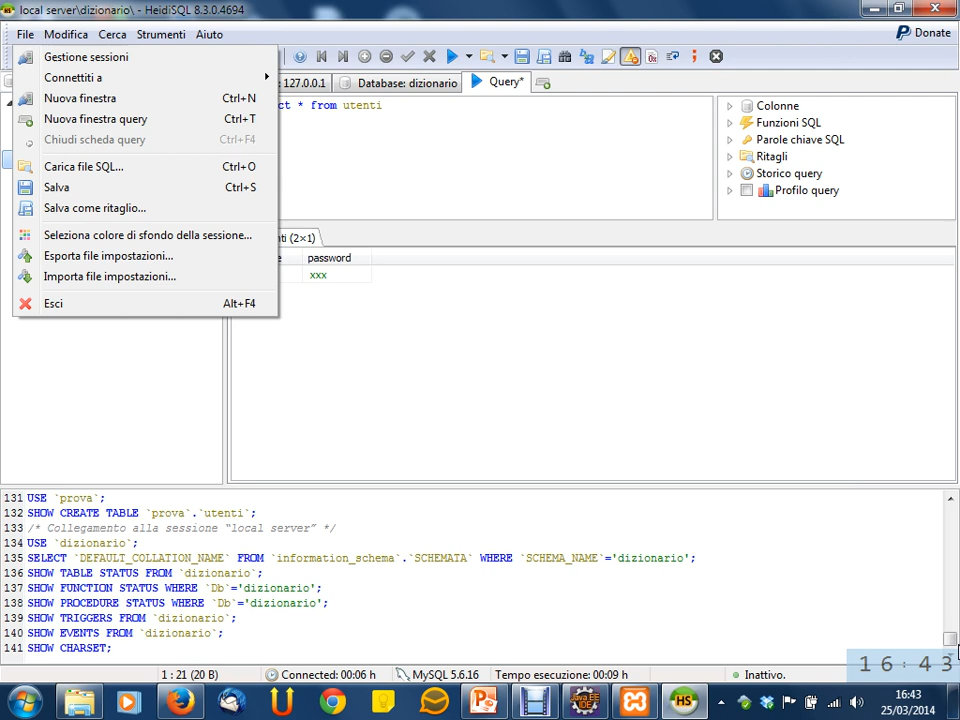 local server\dizionario\ - HeidiSQL 8.3.0.4694
File Modifica Cerca Strumenti Aiuto
Donate
127.0.0.1 Database: dizionario Query*
Gestione sessioni
Connettiti a
Nuova finestra Ctrl+N
Nuova finestra query Ctrl+T
Chiudi scheda query Ctrl+F4
Carica file SQL... Ctrl+O
Salva Ctrl+S
Salva come ritaglio...
Seleziona colore di sfondo della sessione...
Esporta file impostazioni...
Importa file impostazioni...
Esci Alt+F4
ct * from utenti
Colonne
Funzioni SQL
Parole chiave SQL
Ritagli
Storico query
Profilo query
nti (2×1)
e password
xxx
131 USE `prova`;
132 SHOW CREATE TABLE `prova`.`utenti`;
133 /* Collegamento alla sessione "local server" */
134 USE `dizionario`;
135 SELECT `DEFAULT_COLLATION_NAME` FROM `information_schema`.`SCHEMATA` WHERE `SCHEMA_NAME`='dizionario';
136 SHOW TABLE STATUS FROM `dizionario`;
137 SHOW FUNCTION STATUS WHERE `Db`='dizionario';
138 SHOW PROCEDURE STATUS WHERE `Db`='dizionario';
139 SHOW TRIGGERS FROM `dizionario`;
140 SHOW EVENTS FROM `dizionario`;
141 SHOW CHARSET;
1 : 21 (20 B) Connected: 00:06 h MySQL 5.6.16 Tempo esecuzione: 00:09 h Inattivo.
16:43
Java EE
IDE
HS
16:43
25/03/2014